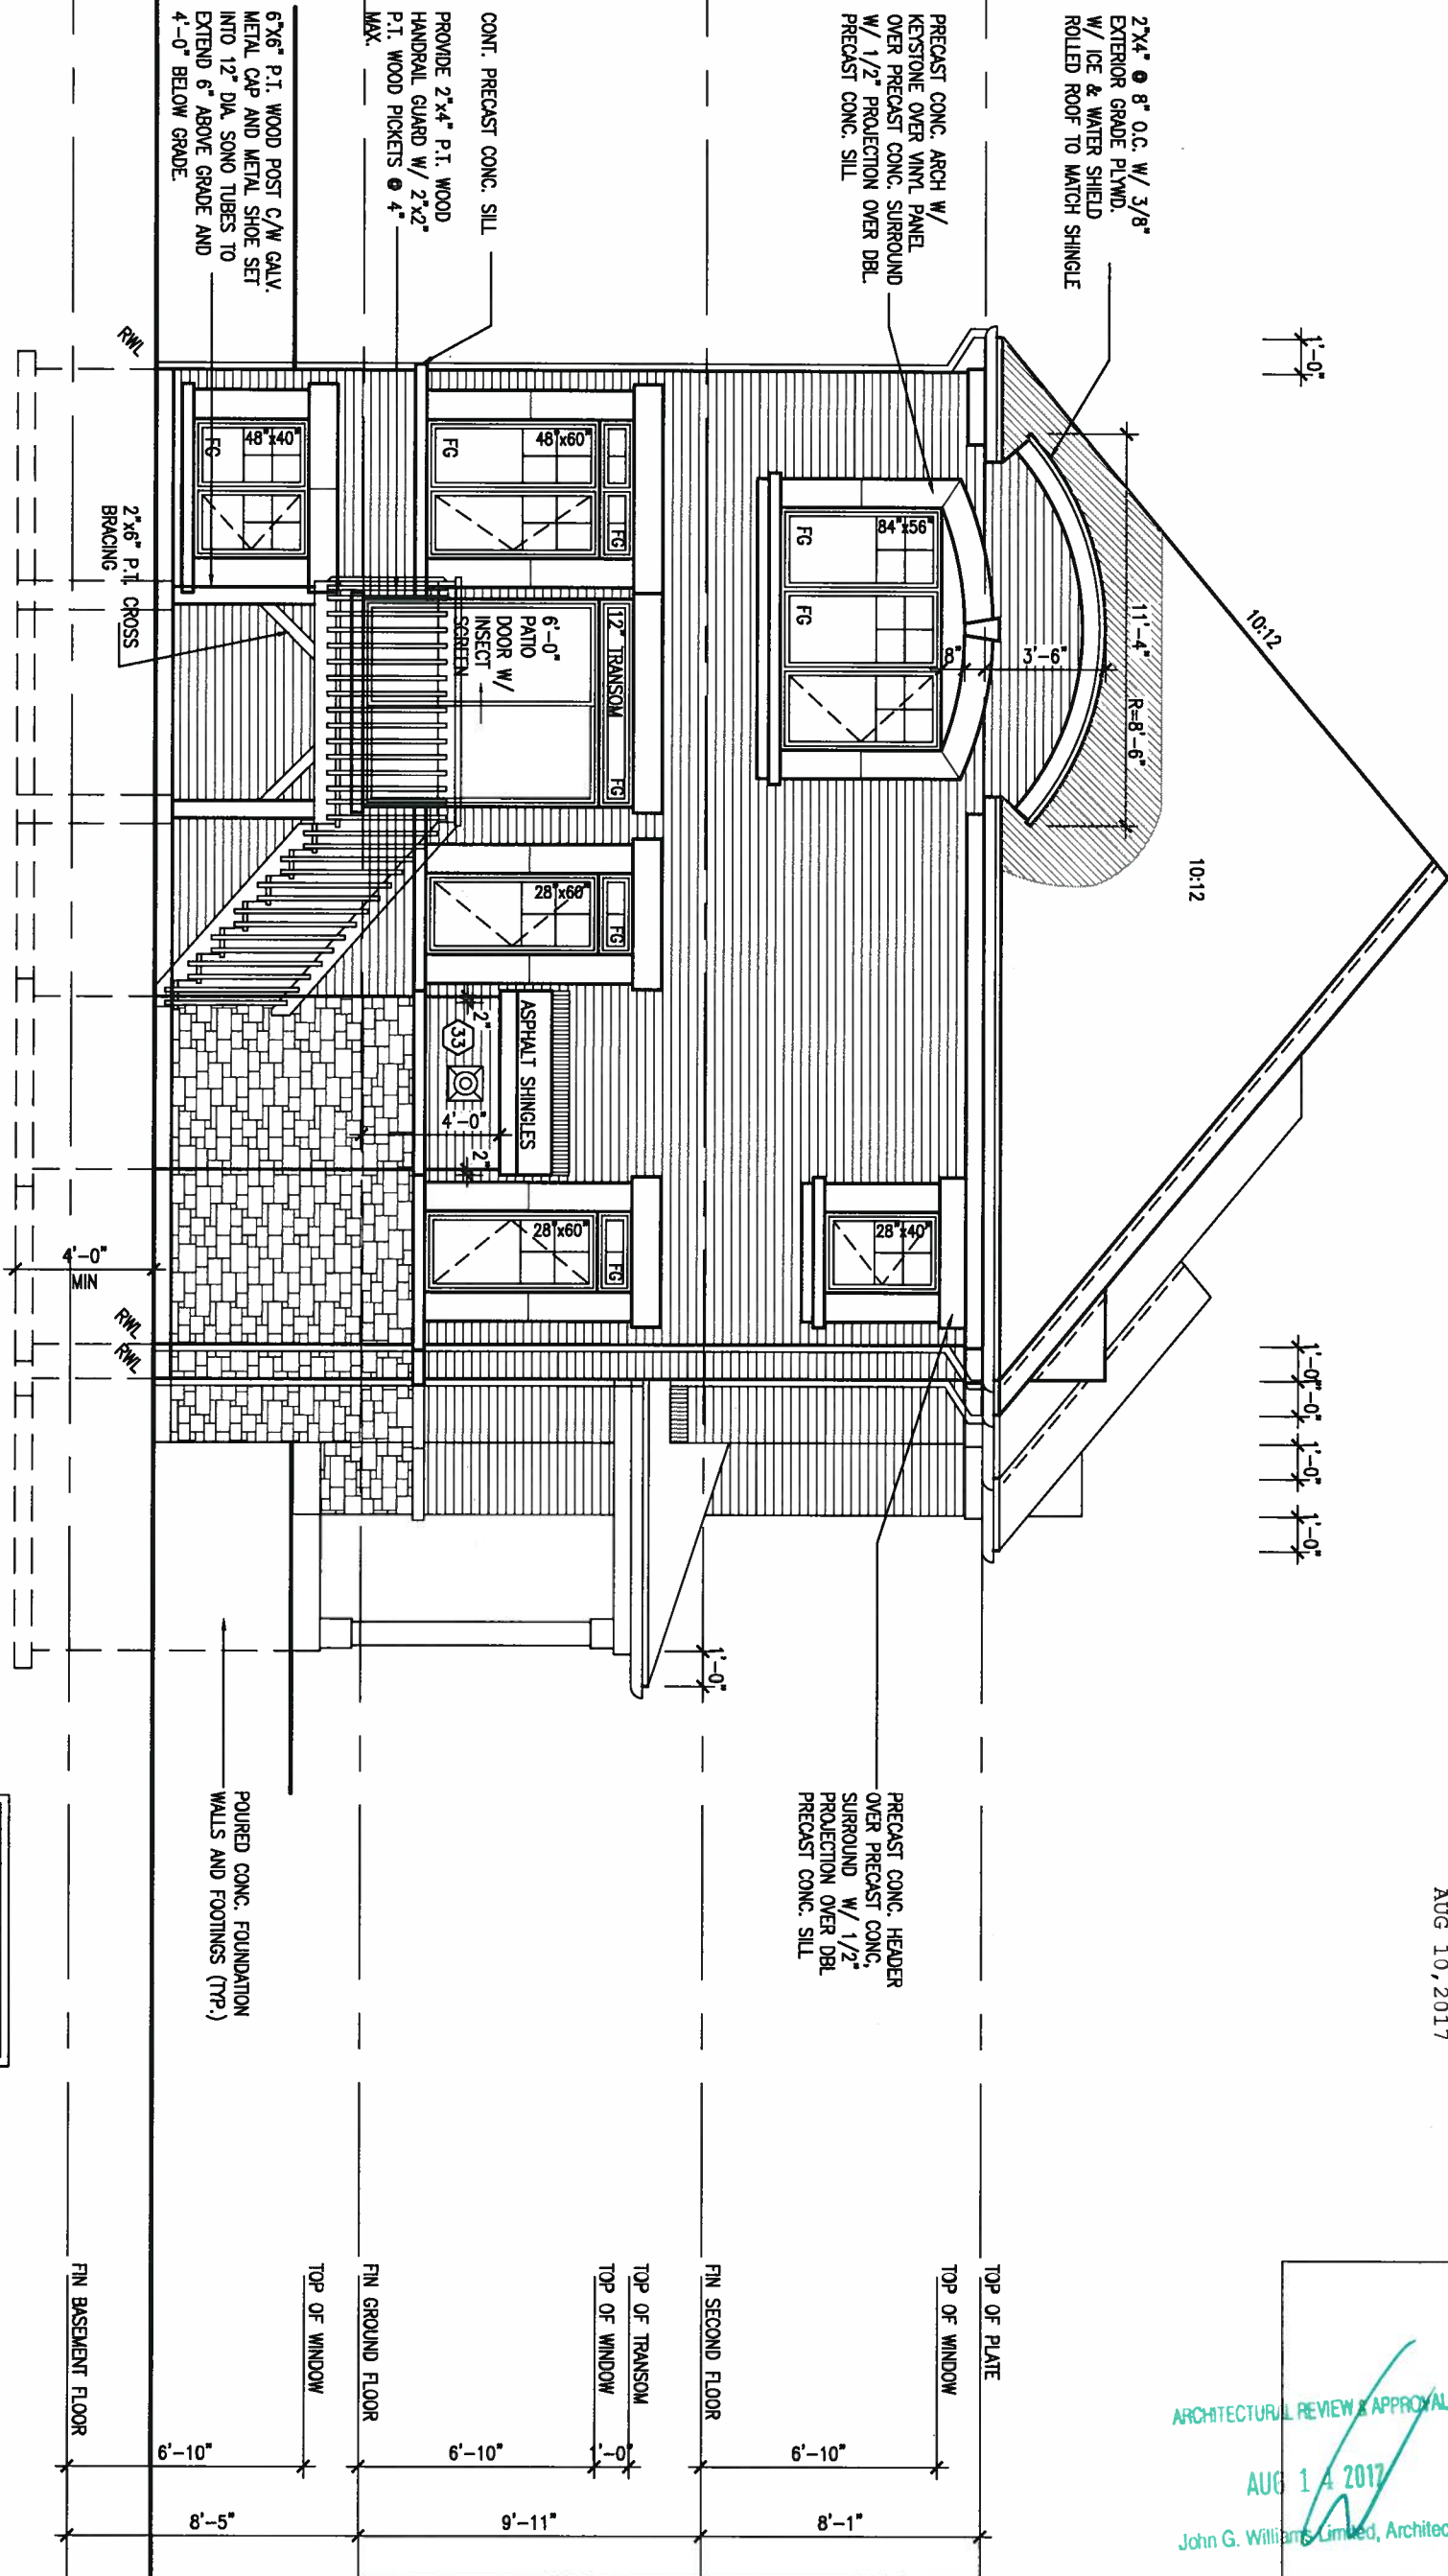 AUG 10,2017
ARCHITECTURAL REVIEW & APPROVAL
AUG 14 2017
John G. Williams Limited, Architect
1'-0"
1'-0"
1'-0"
1'-0"
1'-0"
10:12
10:12
2"X4" @ 8" O.C. W/ 3/8"
EXTERIOR GRADE PLYWD.
W/ ICE & WATER SHIELD
ROLLED ROOF TO MATCH SHINGLE
11'-4"
R=8'-6"
3'-6"
8"
PRECAST CONC. ARCH W/
KEYSTONE OVER VINYL PANEL
OVER PRECAST CONC. SURROUND
W/ 1/2" PROJECTION OVER DBL.
PRECAST CONC. SILL
84"x56"
FG
FG
28"x40"
PRECAST CONC. HEADER
OVER PRECAST CONC,
SURROUND W/ 1/2"
PROJECTION OVER DBL
PRECAST CONC. SILL
1'-0"
CONT. PRECAST CONC. SILL
PROVIDE 2"x4" P.T. WOOD
HANDRAIL GUARD W/ 2"x2"
P.T. WOOD PICKETS @ 4"
MAX.
48"x60"
FG
FG
12" TRANSOM
FG
6'-0"
PATIO
DOOR W/
INSECT
SCREEN
28"x60"
FG
ASPHALT SHINGLES
2"
33
4'-0"
2"
28"x60"
FG
6"X6" P.T. WOOD POST C/W GALV.
METAL CAP AND METAL SHOE SET
INTO 12" DIA. SONO TUBES TO
EXTEND 6" ABOVE GRADE AND
4'-0" BELOW GRADE.
48"x40"
FG
RWL
2"x6" P.T. CROSS
BRACING
4'-0"
MIN
RWL
RWL
POURED CONC. FOUNDATION
WALLS AND FOOTINGS (TYP.)
TOP OF PLATE
TOP OF WINDOW
FIN SECOND FLOOR
TOP OF TRANSOM
TOP OF WINDOW
FIN GROUND FLOOR
TOP OF WINDOW
FIN BASEMENT FLOOR
6'-10"
1'-0"
6'-10"
6'-10"
8'-1"
9'-11"
8'-5"